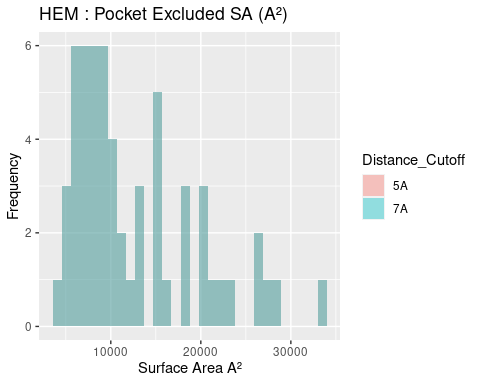 HEM : Pocket Excluded SA (A²)
Frequency
6
4
2
0
10000 20000 30000
Surface Area A²
Distance_Cutoff
5A
7A